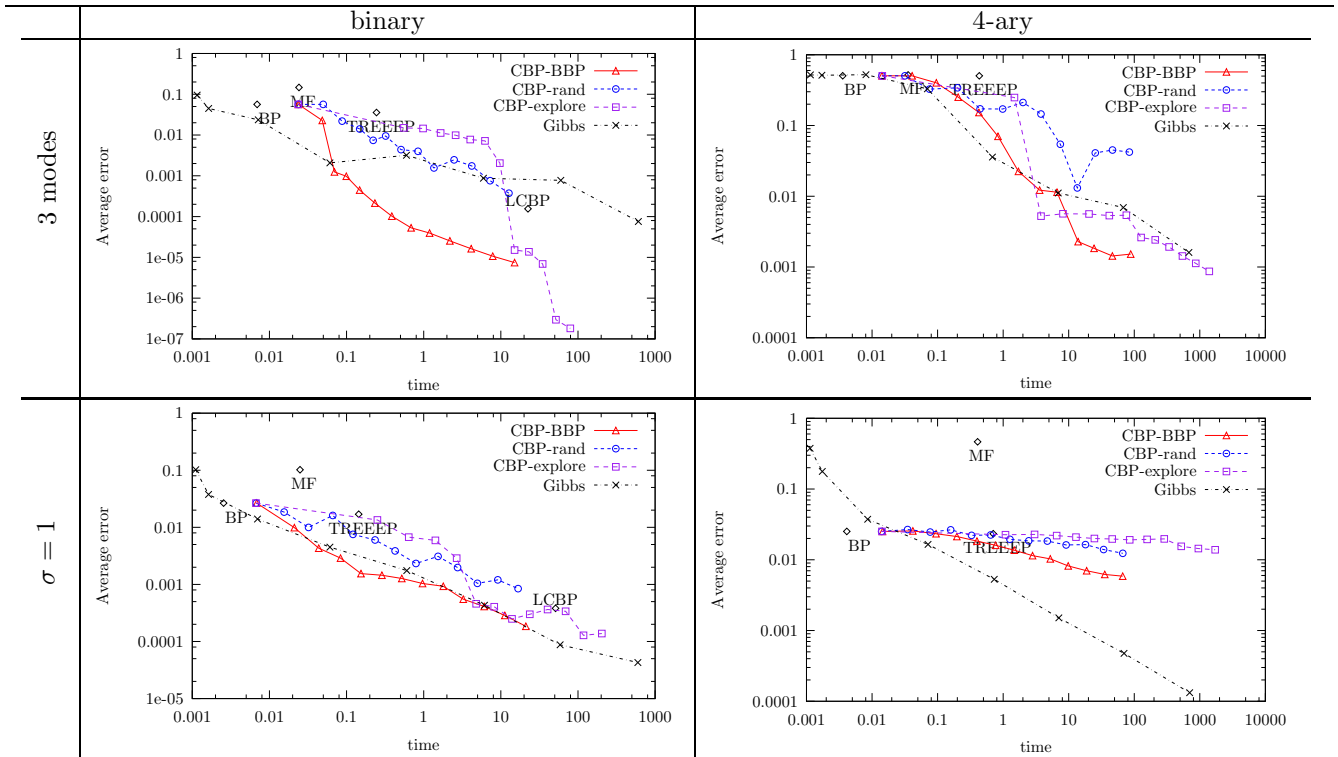 binary
4-ary
3 modes
Average error
1
0.1
0.01
0.001
0.0001
1e-05
1e-06
1e-07
0.001
0.01
0.1
1
10
100
1000
time
CBP-BBP
CBP-rand
CBP-explore
Gibbs
MF
BP
TREEEP
LCBP
Average error
1
0.1
0.01
0.001
0.0001
0.001
0.01
0.1
1
10
100
1000
10000
time
CBP-BBP
CBP-rand
CBP-explore
Gibbs
BP
MF
TREEEP
σ = 1
Average error
1
0.1
0.01
0.001
0.0001
1e-05
0.001
0.01
0.1
1
10
100
1000
time
CBP-BBP
CBP-rand
CBP-explore
Gibbs
MF
BP
TREEEP
LCBP
Average error
1
0.1
0.01
0.001
0.0001
0.001
0.01
0.1
1
10
100
1000
10000
time
CBP-BBP
CBP-rand
CBP-explore
Gibbs
MF
BP
TREEEP